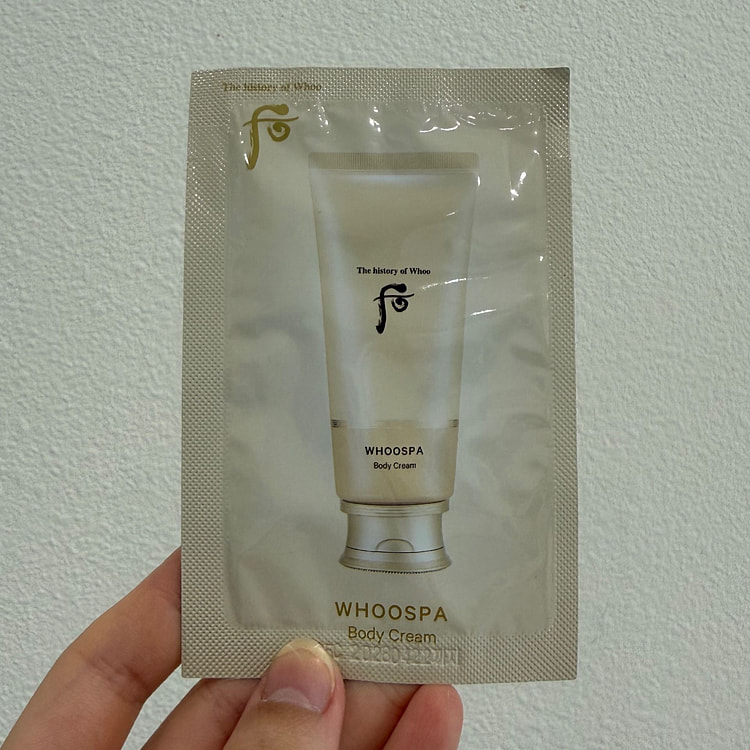 The history of Whoo
The history of Whoo
WHOOSPA
Body Cream
WHOOSPA
Body Cream